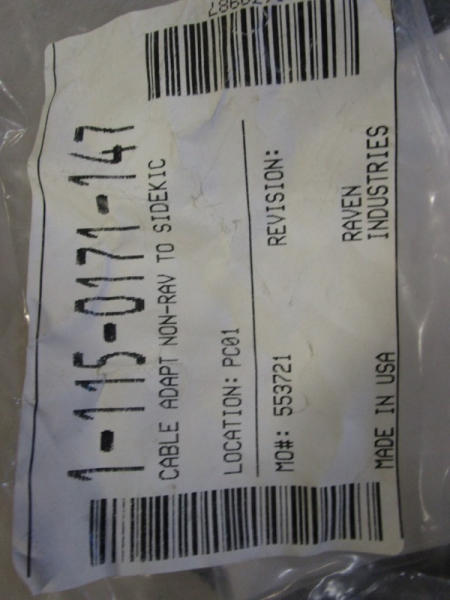 1-115-0171-147
CABLE ADAPT NON-RAV TO SIDEKIC
LOCATION: PC01
MO#: 553721
REVISION:
RAVEN
INDUSTRIES
MADE IN USA